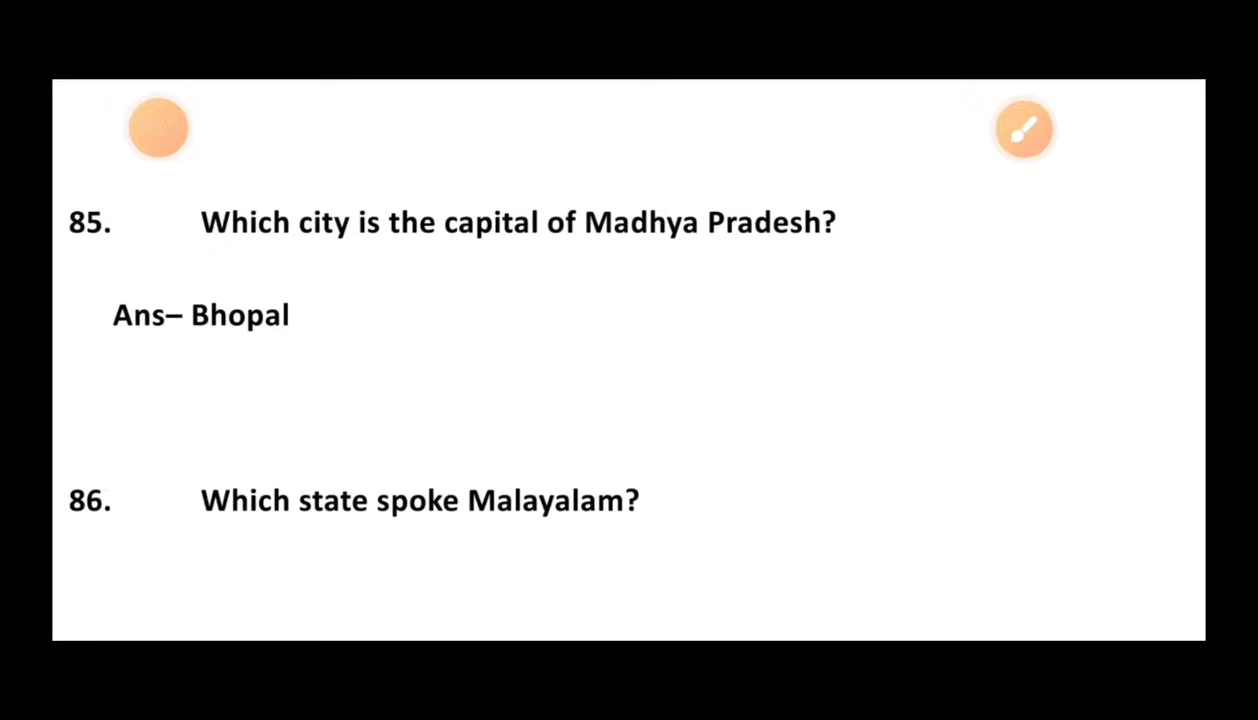 85. Which city is the capital of Madhya Pradesh?
Ans– Bhopal
86. Which state spoke Malayalam?